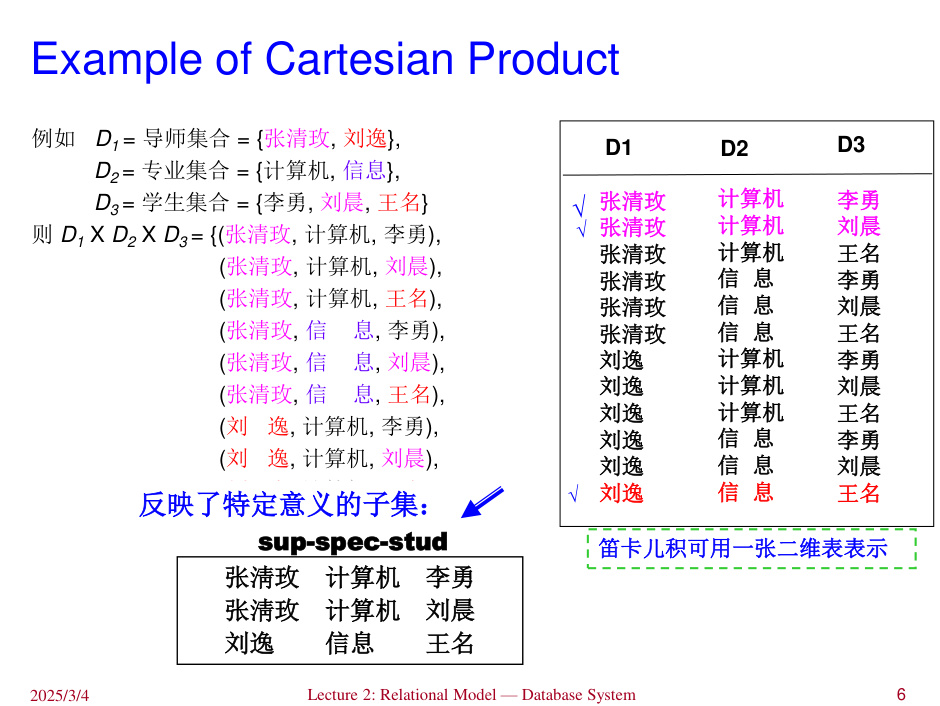 Example of Cartesian Product
例如 D1 = 导师集合 = {张清玫, 刘逸},
D2 = 专业集合 = {计算机, 信息},
D3 = 学生集合 = {李勇, 刘晨, 王名}
则 D1 X D2 X D3 = {(张清玫, 计算机, 李勇),
(张清玫, 计算机, 刘晨),
(张清玫, 计算机, 王名),
(张清玫, 信 息, 李勇),
(张清玫, 信 息, 刘晨),
(张清玫, 信 息, 王名),
(刘 逸, 计算机, 李勇),
(刘 逸, 计算机, 刘晨),
反映了特定意义的子集：
sup-spec-stud
张清玫 计算机 李勇
张清玫 计算机 刘晨
刘逸 信息 王名
D1 D2 D3
√ 张清玫 计算机 李勇
√ 张清玫 计算机 刘晨
张清玫 计算机 王名
张清玫 信 息 李勇
张清玫 信 息 刘晨
张清玫 信 息 王名
刘逸 计算机 李勇
刘逸 计算机 刘晨
刘逸 计算机 王名
刘逸 信 息 李勇
刘逸 信 息 刘晨
√ 刘逸 信 息 王名
笛卡儿积可用一张二维表表示
2025/3/4 Lecture 2: Relational Model — Database System 6